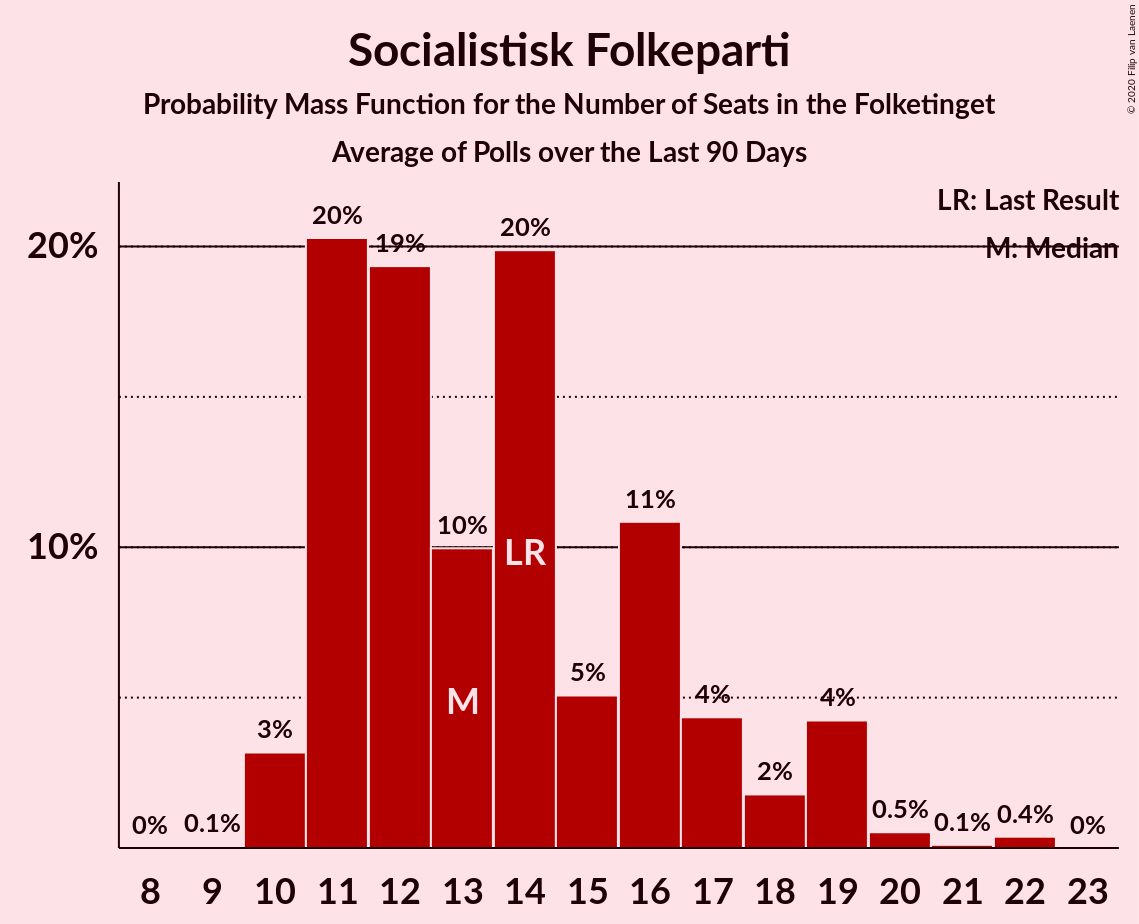 Socialistisk Folkeparti
Probability Mass Function for the Number of Seats in the Folketinget
Average of Polls over the Last 90 Days
© 2020 Filip van Laenen
LR: Last Result
M: Median
20%
10%
0%
0.1%
3%
20%
19%
10%
20%
5%
11%
4%
2%
4%
0.5%
0.1%
0.4%
0%
M
LR
8 9 10 11 12 13 14 15 16 17 18 19 20 21 22 23